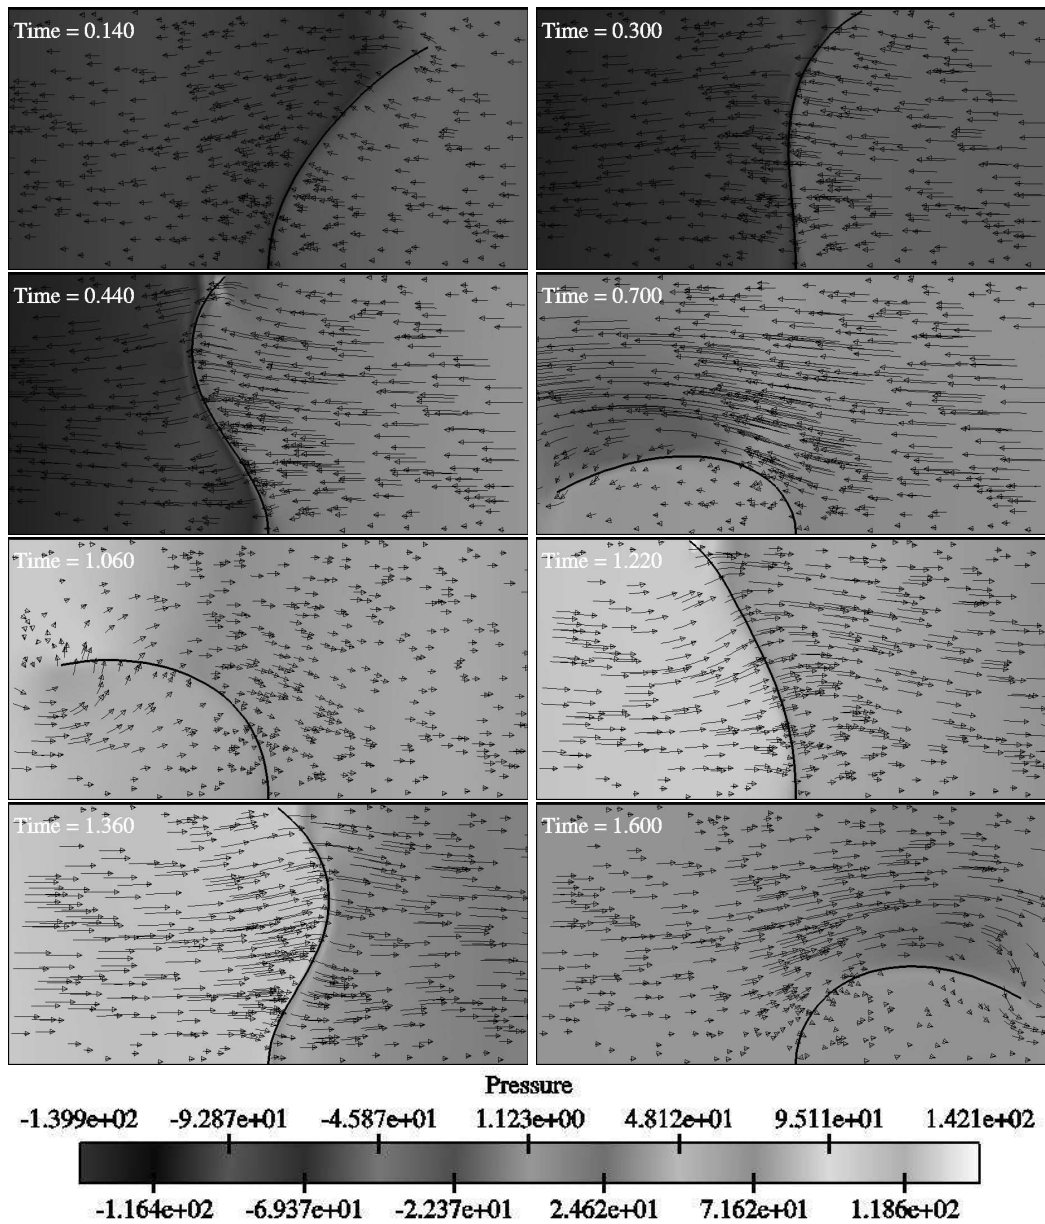 Time = 0.140
Time = 0.300
Time = 0.440
Time = 0.700
Time = 1.060
Time = 1.220
Time = 1.360
Time = 1.600
Pressure
-1.399e+02 -9.287e+01 -4.587e+01 1.123e+00 4.812e+01 9.511e+01 1.421e+02
-1.164e+02 -6.937e+01 -2.237e+01 2.462e+01 7.162e+01 1.186e+02